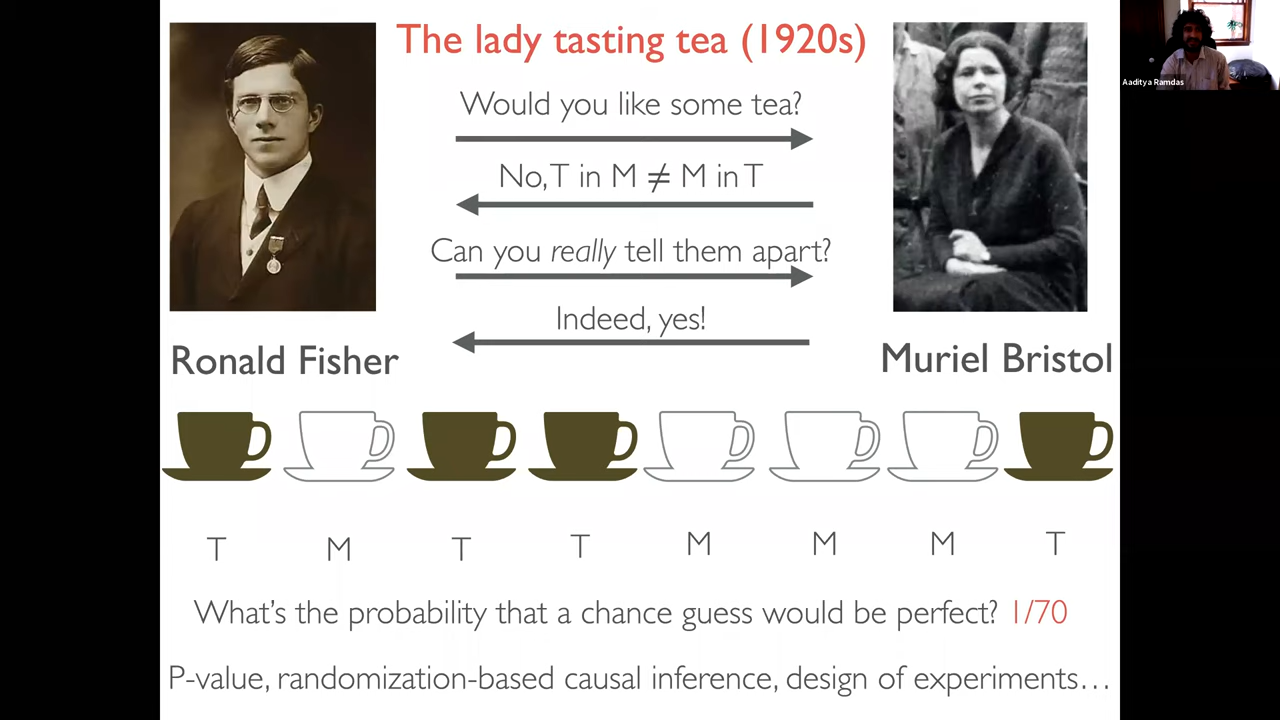 The lady tasting tea (1920s)
Aaditya Ramdas
Would you like some tea?
No, T in M ≠ M in T
Can you really tell them apart?
Indeed, yes!
Ronald Fisher
Muriel Bristol
T M T T M M M T
What's the probability that a chance guess would be perfect? 1/70
P-value, randomization-based causal inference, design of experiments…